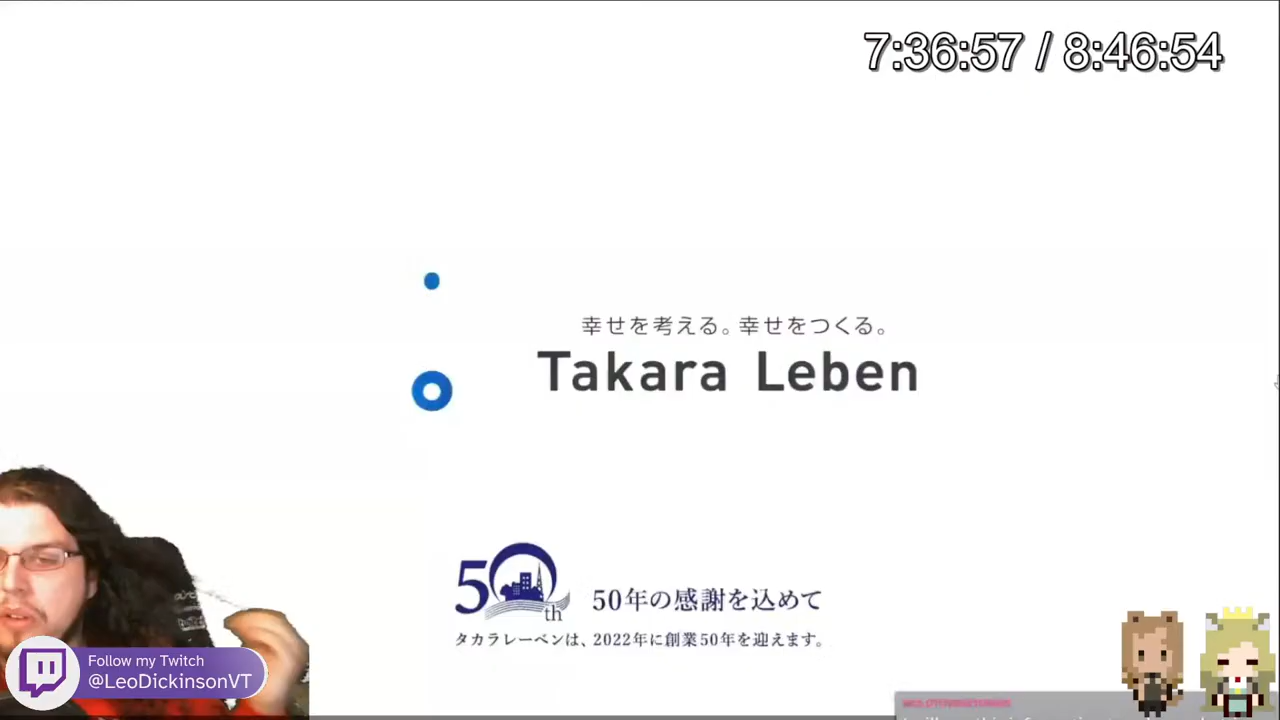 7:36:57 / 8:46:54
幸せを考える。幸せをつくる。
Takara Leben
50th
50年の感謝を込めて
タカラレーベンは、2022年に創業50年を迎えます。
Follow my Twitch
@LeoDickinsonVT